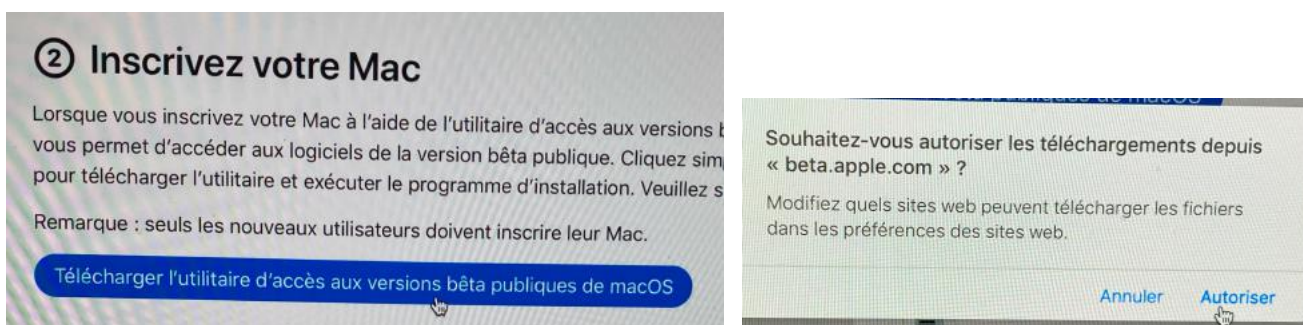 ② Inscrivez votre Mac
Lorsque vous inscrivez votre Mac à l'aide de l'utilitaire d'accès aux versions
vous permet d'accéder aux logiciels de la version bêta publique. Cliquez
pour télécharger l'utilitaire et exécuter le programme d'installation. Veuillez
Remarque : seuls les nouveaux utilisateurs doivent inscrire leur Mac.
Télécharger l'utilitaire d'accès aux versions bêta publiques de macOS
Souhaitez-vous autoriser les téléchargements depuis
« beta.apple.com » ?
Modifiez quels sites web peuvent télécharger les fichiers
dans les préférences des sites web.
Annuler Autoriser